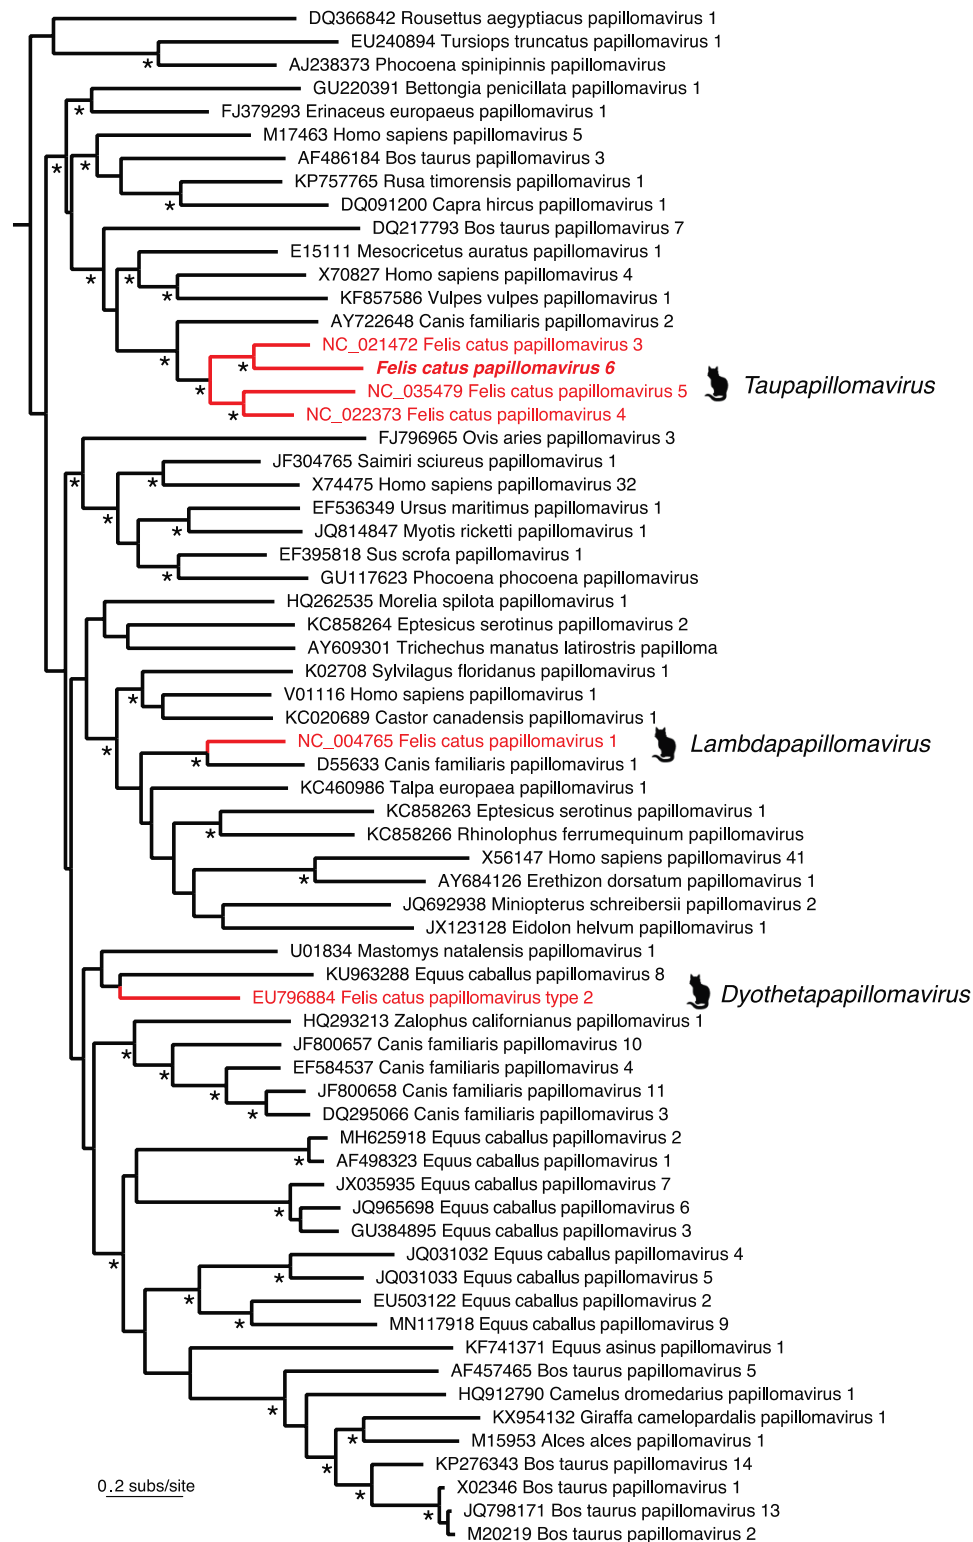 DQ366842 Rousettus aegyptiacus papillomavirus 1
EU240894 Tursiops truncatus papillomavirus 1
*
AJ238373 Phocoena spinipinnis papillomavirus
GU220391 Bettongia penicillata papillomavirus 1
*
FJ379293 Erinaceus europaeus papillomavirus 1
M17463 Homo sapiens papillomavirus 5
* *
AF486184 Bos taurus papillomavirus 3
KP757765 Rusa timorensis papillomavirus 1
*
DQ091200 Capra hircus papillomavirus 1
DQ217793 Bos taurus papillomavirus 7
E15111 Mesocricetus auratus papillomavirus 1
* *
X70827 Homo sapiens papillomavirus 4
*
KF857586 Vulpes vulpes papillomavirus 1
AY722648 Canis familiaris papillomavirus 2
NC_021472 Felis catus papillomavirus 3
* *
Felis catus papillomavirus 6
*
NC_035479 Felis catus papillomavirus 5
Taupapillomavirus
*
NC_022373 Felis catus papillomavirus 4
FJ796965 Ovis aries papillomavirus 3
JF304765 Saimiri sciureus papillomavirus 1
* *
X74475 Homo sapiens papillomavirus 32
EF536349 Ursus maritimus papillomavirus 1
* *
JQ814847 Myotis ricketti papillomavirus 1
EF395818 Sus scrofa papillomavirus 1
*
GU117623 Phocoena phocoena papillomavirus
HQ262535 Morelia spilota papillomavirus 1
KC858264 Eptesicus serotinus papillomavirus 2
AY609301 Trichechus manatus latirostris papilloma
K02708 Sylvilagus floridanus papillomavirus 1
*
V01116 Homo sapiens papillomavirus 1
KC020689 Castor canadensis papillomavirus 1
NC_004765 Felis catus papillomavirus 1
Lambdapapillomavirus
* *
D55633 Canis familiaris papillomavirus 1
KC460986 Talpa europaea papillomavirus 1
KC858263 Eptesicus serotinus papillomavirus 1
*
KC858266 Rhinolophus ferrumequinum papillomavirus
X56147 Homo sapiens papillomavirus 41
*
AY684126 Erethizon dorsatum papillomavirus 1
JQ692938 Miniopterus schreibersii papillomavirus 2
JX123128 Eidolon helvum papillomavirus 1
U01834 Mastomys natalensis papillomavirus 1
KU963288 Equus caballus papillomavirus 8
EU796884 Felis catus papillomavirus type 2
Dyothetapapillomavirus
HQ293213 Zalophus californianus papillomavirus 1
JF800657 Canis familiaris papillomavirus 10
* *
EF584537 Canis familiaris papillomavirus 4
JF800658 Canis familiaris papillomavirus 11
* *
DQ295066 Canis familiaris papillomavirus 3
MH625918 Equus caballus papillomavirus 2
*
AF498323 Equus caballus papillomavirus 1
JX035935 Equus caballus papillomavirus 7
*
JQ965698 Equus caballus papillomavirus 6
GU384895 Equus caballus papillomavirus 3
JQ031032 Equus caballus papillomavirus 4
* *
JQ031033 Equus caballus papillomavirus 5
EU503122 Equus caballus papillomavirus 2
* *
MN117918 Equus caballus papillomavirus 9
KF741371 Equus asinus papillomavirus 1
AF457465 Bos taurus papillomavirus 5
HQ912790 Camelus dromedarius papillomavirus 1
*
KX954132 Giraffa camelopardalis papillomavirus 1
*
M15953 Alces alces papillomavirus 1
*
KP276343 Bos taurus papillomavirus 14
0.2 subs/site
*
X02346 Bos taurus papillomavirus 1
*
JQ798171 Bos taurus papillomavirus 13
M20219 Bos taurus papillomavirus 2